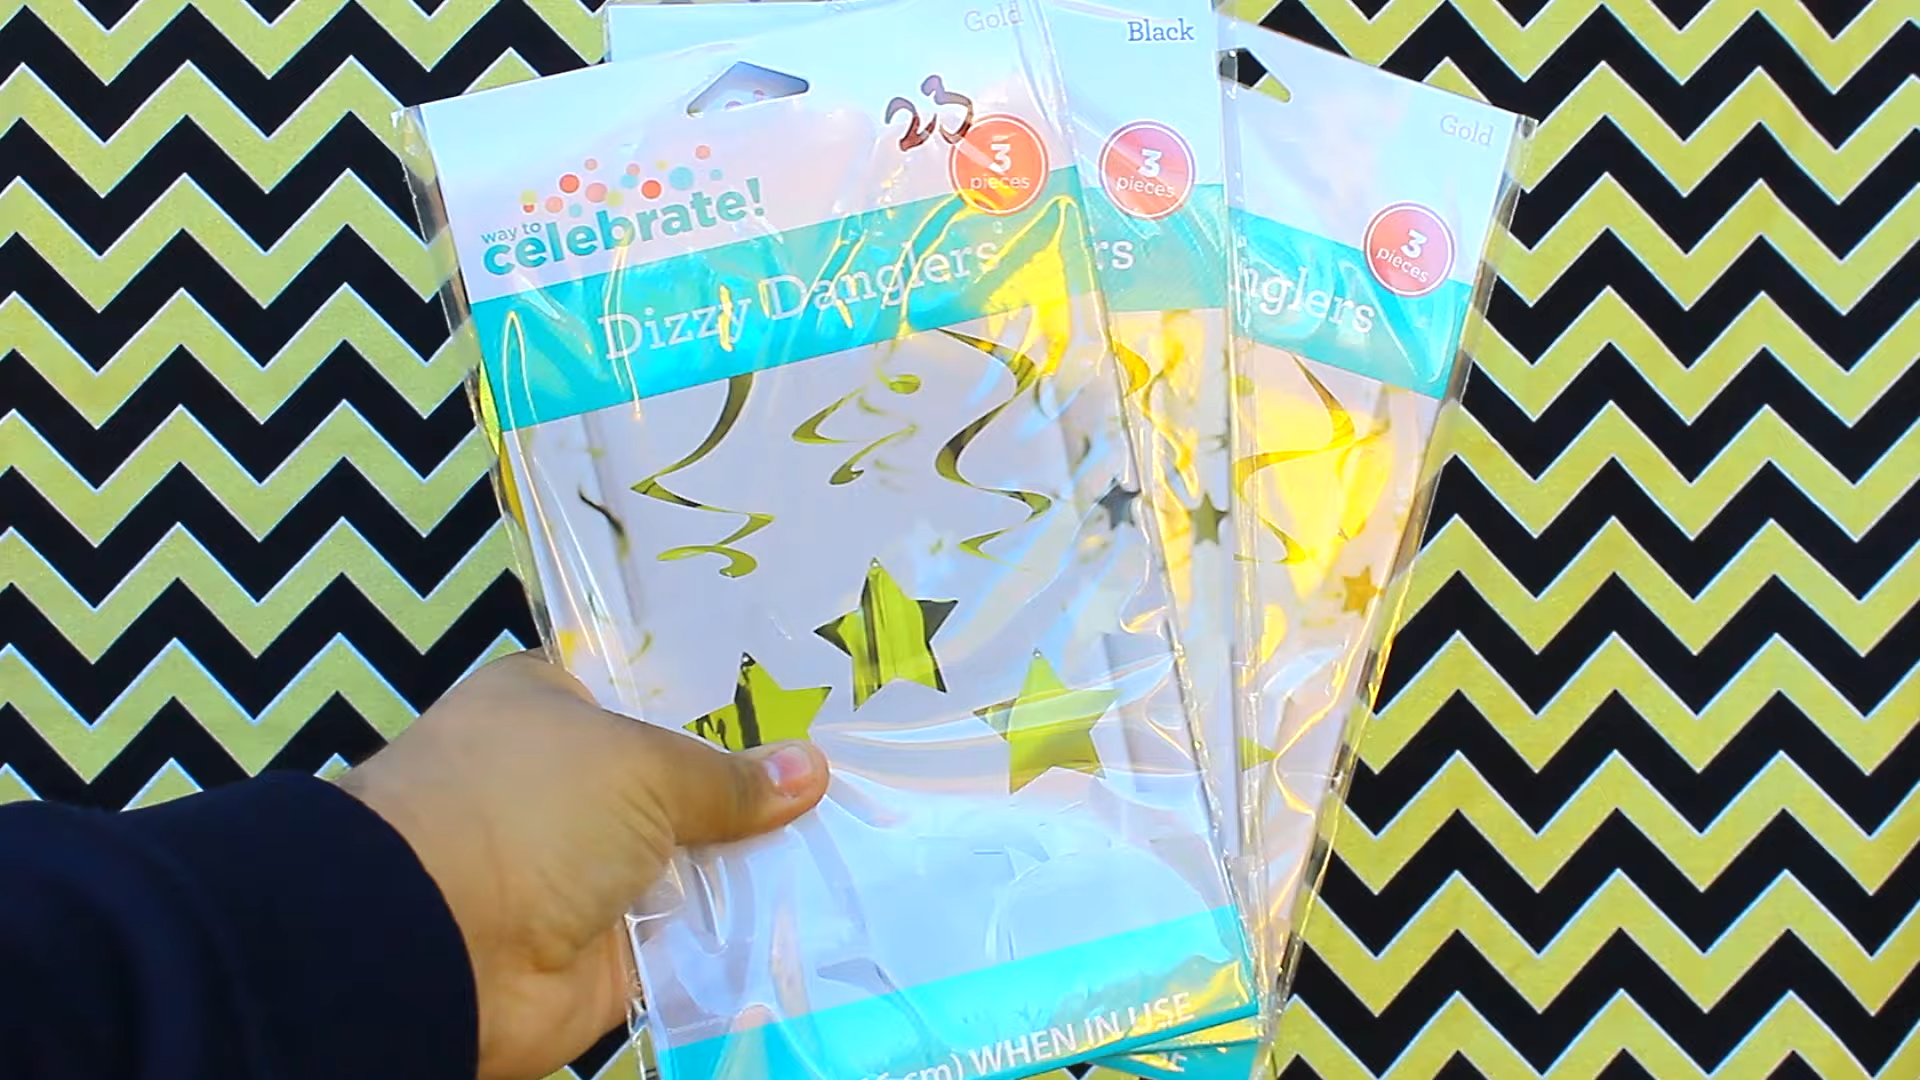 Gold
23
3
pieces
way to
celebrate!
Dizzy Danglers
cm) WHEN IN USE
Black
3
pieces
rs
Gold
3
pieces
nglers